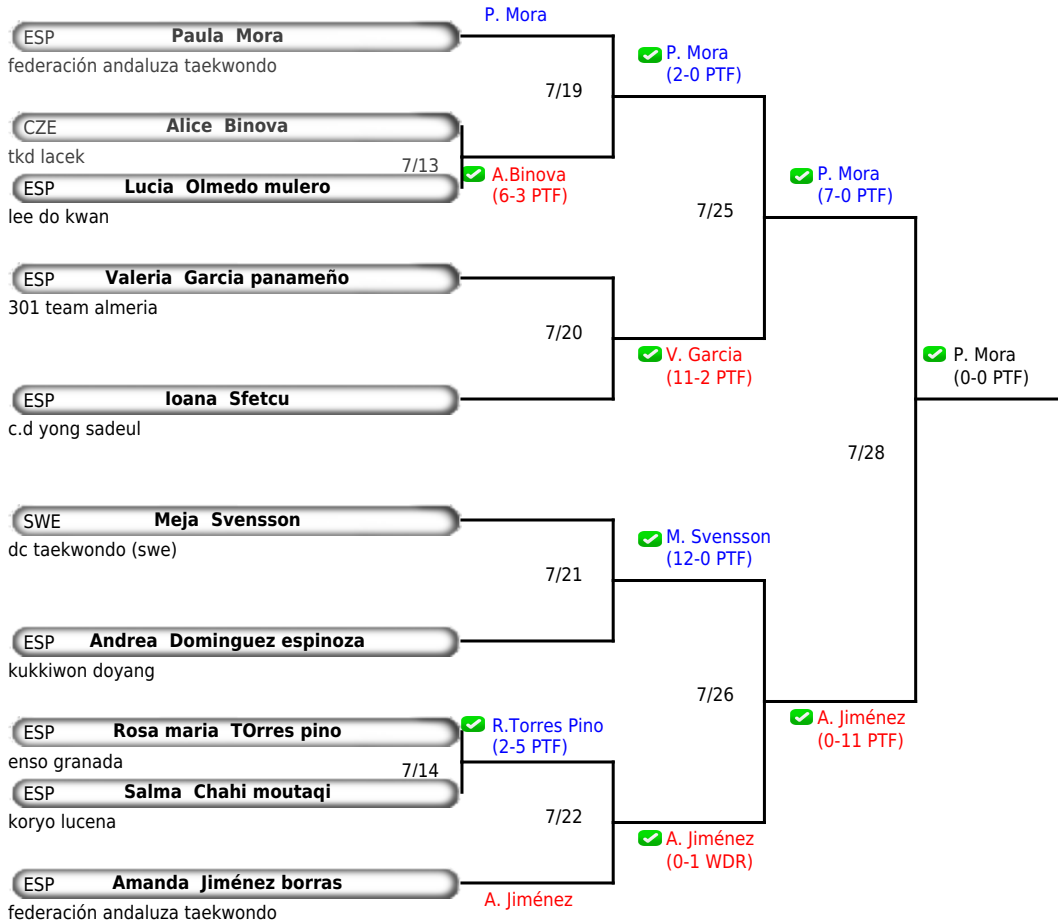 P. Mora
ESP Paula Mora
federación andaluza taekwondo
P. Mora
(2-0 PTF)
7/19
CZE Alice Binova
tkd lacek
7/13
A.Binova
(6-3 PTF)
ESP Lucia Olmedo mulero
lee do kwan
P. Mora
(7-0 PTF)
7/25
ESP Valeria Garcia panameño
301 team almeria
7/20
V. Garcia
(11-2 PTF)
P. Mora
(0-0 PTF)
ESP Ioana Sfetcu
c.d yong sadeul
7/28
SWE Meja Svensson
dc taekwondo (swe)
M. Svensson
(12-0 PTF)
7/21
ESP Andrea Dominguez espinoza
kukkiwon doyang
7/26
A. Jiménez
(0-11 PTF)
ESP Rosa maria TOrres pino
enso granada
R.Torres Pino
(2-5 PTF)
7/14
ESP Salma Chahi moutaqi
koryo lucena
7/22
A. Jiménez
(0-1 WDR)
ESP Amanda Jiménez borras
federación andaluza taekwondo
A. Jiménez